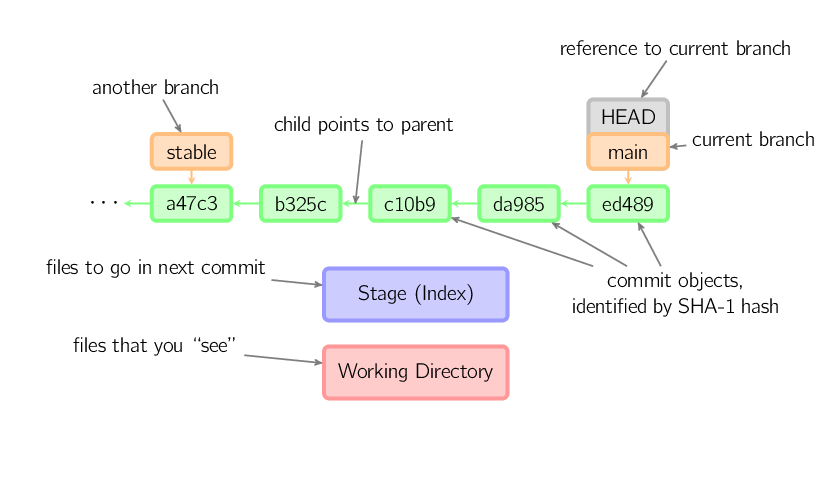 reference to current branch
another branch
HEAD
child points to parent
current branch
stable
main
··· a47c3 b325c c10b9 da985 ed489
files to go in next commit
commit objects,
identified by SHA-1 hash
Stage (Index)
files that you “see”
Working Directory